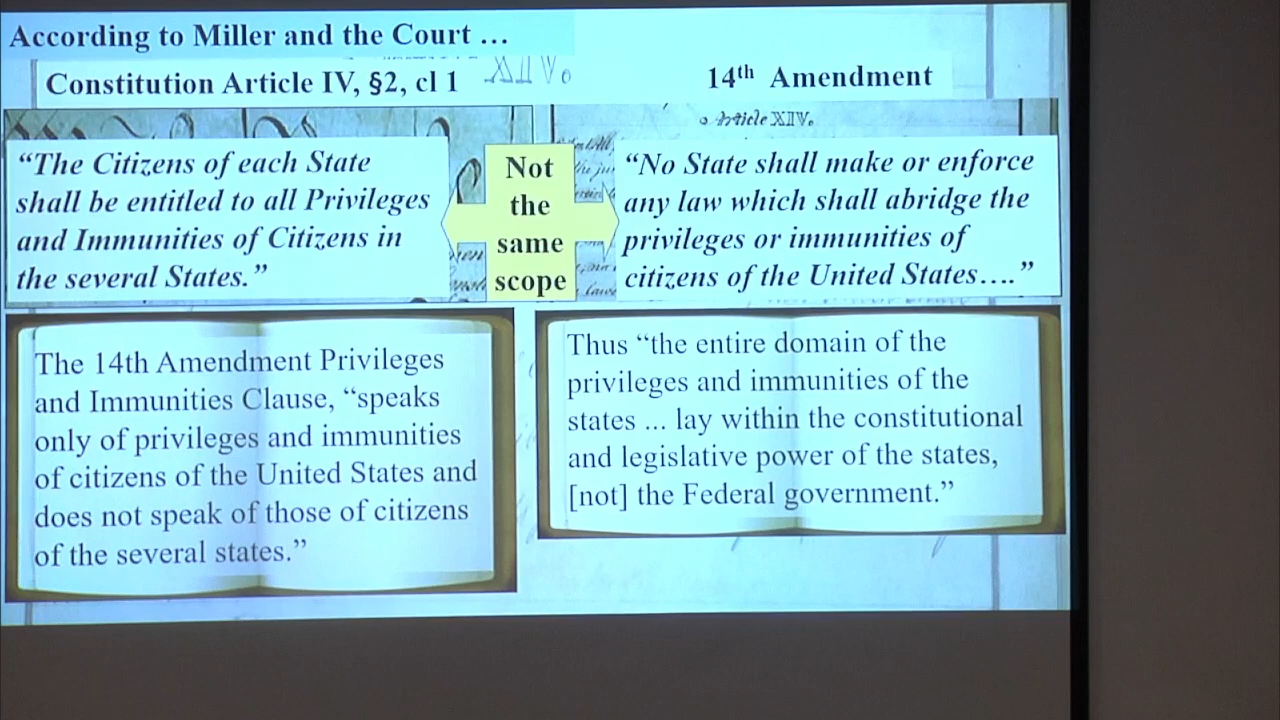 According to Miller and the Court …
Constitution Article IV, §2, cl 1
14th Amendment
Article XIV.
“The Citizens of each State
shall be entitled to all Privileges
and Immunities of Citizens in
the several States.”
Not
the
same
scope
“No State shall make or enforce
any law which shall abridge the
privileges or immunities of
citizens of the United States….”
The 14th Amendment Privileges
and Immunities Clause, “speaks
only of privileges and immunities
of citizens of the United States and
does not speak of those of citizens
of the several states.”
Thus “the entire domain of the
privileges and immunities of the
states ... lay within the constitutional
and legislative power of the states,
[not] the Federal government.”